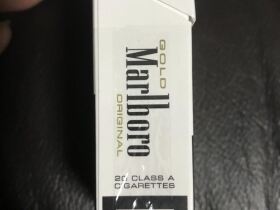 GOLD
Marlboro
ORIGINAL
20 CLASS A
CIGARETTES